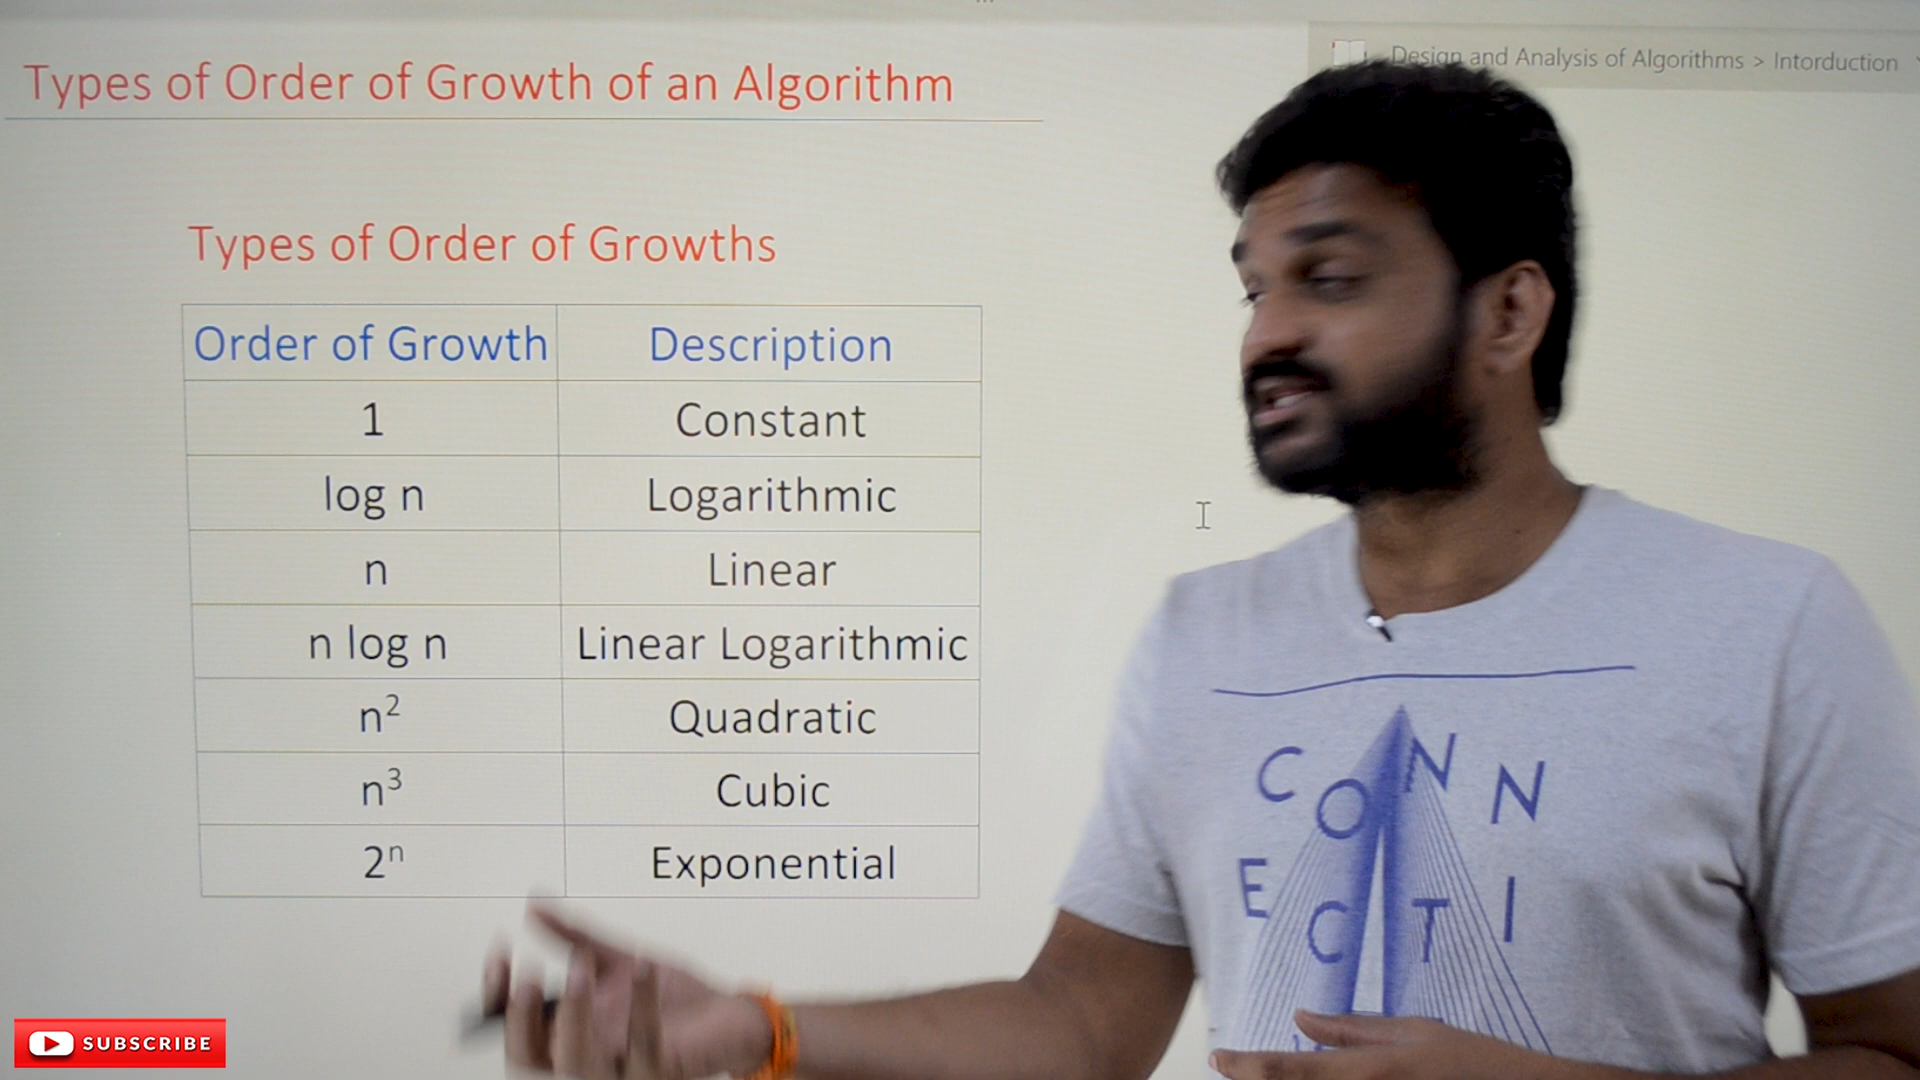 Design and Analysis of Algorithms > Intorduction
Types of Order of Growth of an Algorithm
Types of Order of Growths
Order of Growth Description
1 Constant
log n Logarithmic
n Linear
n log n Linear Logarithmic
n² Quadratic
n³ Cubic
2ⁿ Exponential
CONN
ECTI
SUBSCRIBE